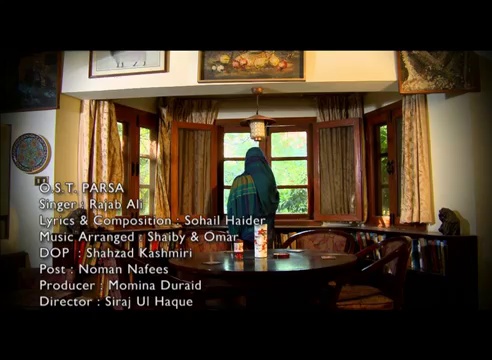 O.S.T. PARSA
Singer : Rajab Ali
Lyrics & Composition : Sohail Haider
Music Arranged : Shaiby & Omar
DOP : Shahzad Kashmiri
Post : Noman Nafees
Producer : Momina Duraid
Director : Siraj Ul Haque